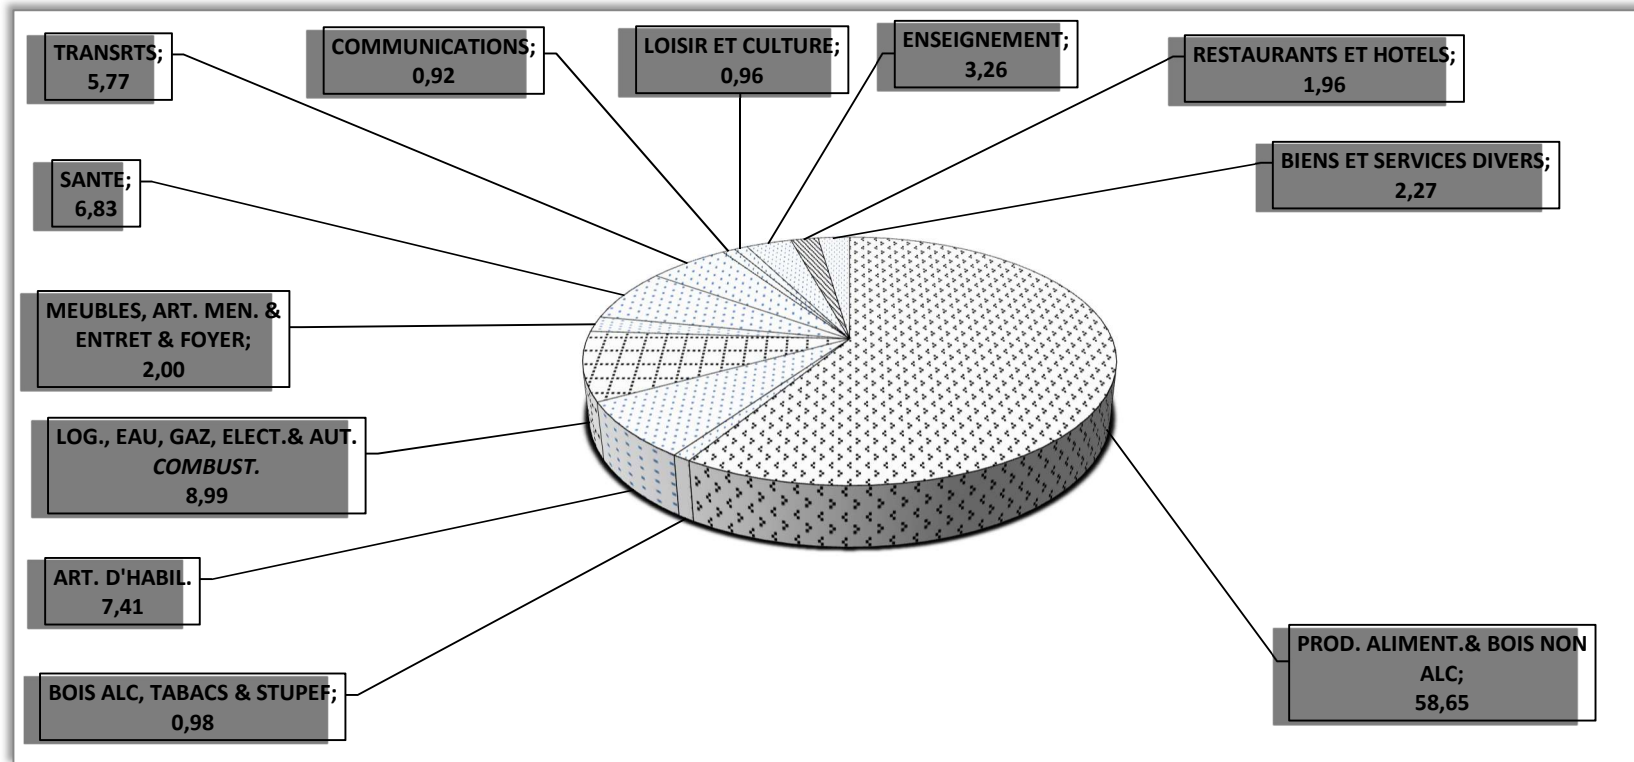 TRANSRTS;
5,77
COMMUNICATIONS;
0,92
LOISIR ET CULTURE;
0,96
ENSEIGNEMENT;
3,26
RESTAURANTS ET HOTELS;
1,96
BIENS ET SERVICES DIVERS;
2,27
SANTE;
6,83
MEUBLES, ART. MEN. &
ENTRET & FOYER;
2,00
LOG., EAU, GAZ, ELECT.& AUT.
COMBUST.
8,99
ART. D'HABIL.
7,41
BOIS ALC, TABACS & STUPEF;
0,98
PROD. ALIMENT.& BOIS NON
ALC;
58,65